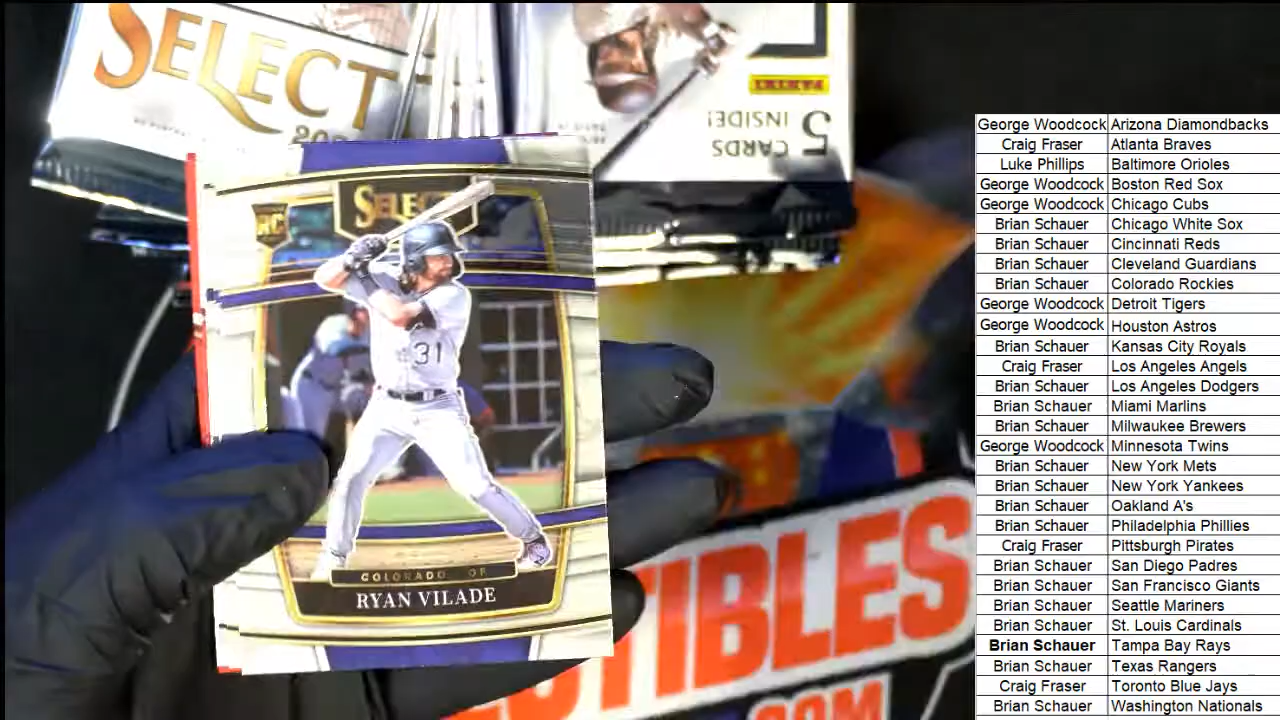 SELECT
PANINI
5 CARDS
INSIDE!
RC
SELECT
31
COLORADO OF
RYAN VILADE
TIBLES
.COM
George Woodcock Arizona Diamondbacks
Craig Fraser Atlanta Braves
Luke Phillips Baltimore Orioles
George Woodcock Boston Red Sox
George Woodcock Chicago Cubs
Brian Schauer Chicago White Sox
Brian Schauer Cincinnati Reds
Brian Schauer Cleveland Guardians
Brian Schauer Colorado Rockies
George Woodcock Detroit Tigers
George Woodcock Houston Astros
Brian Schauer Kansas City Royals
Craig Fraser Los Angeles Angels
Brian Schauer Los Angeles Dodgers
Brian Schauer Miami Marlins
Brian Schauer Milwaukee Brewers
George Woodcock Minnesota Twins
Brian Schauer New York Mets
Brian Schauer New York Yankees
Brian Schauer Oakland A's
Brian Schauer Philadelphia Phillies
Craig Fraser Pittsburgh Pirates
Brian Schauer San Diego Padres
Brian Schauer San Francisco Giants
Brian Schauer Seattle Mariners
Brian Schauer St. Louis Cardinals
Brian Schauer Tampa Bay Rays
Brian Schauer Texas Rangers
Craig Fraser Toronto Blue Jays
Brian Schauer Washington Nationals